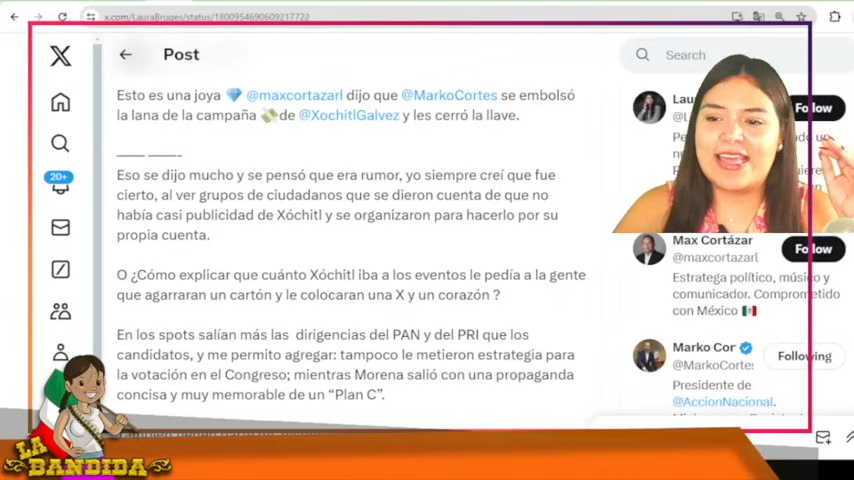 x.com/LauraBruges/status/1800954690609217722
Post
Search
Esto es una joya 💎 @maxcortazarl dijo que @MarkoCortes se embolsó
la lana de la campaña 💸de @XochitlGalvez y les cerró la llave.
Eso se dijo mucho y se pensó que era rumor, yo siempre creí que fue
cierto, al ver grupos de ciudadanos que se dieron cuenta de que no
había casi publicidad de Xóchitl y se organizaron para hacerlo por su
propia cuenta.
O ¿Cómo explicar que cuánto Xóchitl iba a los eventos le pedía a la gente
que agarraran un cartón y le colocaran una X y un corazón ?
En los spots salían más las dirigencias del PAN y del PRI que los
candidatos, y me permito agregar: tampoco le metieron estrategia para
la votación en el Congreso; mientras Morena salió con una propaganda
concisa y muy memorable de un “Plan C”.
20+
Follow
Max Cortázar
@maxcortazarl
Follow
Estratega político, músico y
comunicador. Comprometido
con México
Marko Cor
@MarkoCortes
Following
Presidente de
@AccionNacional.
LA
BANDIDA